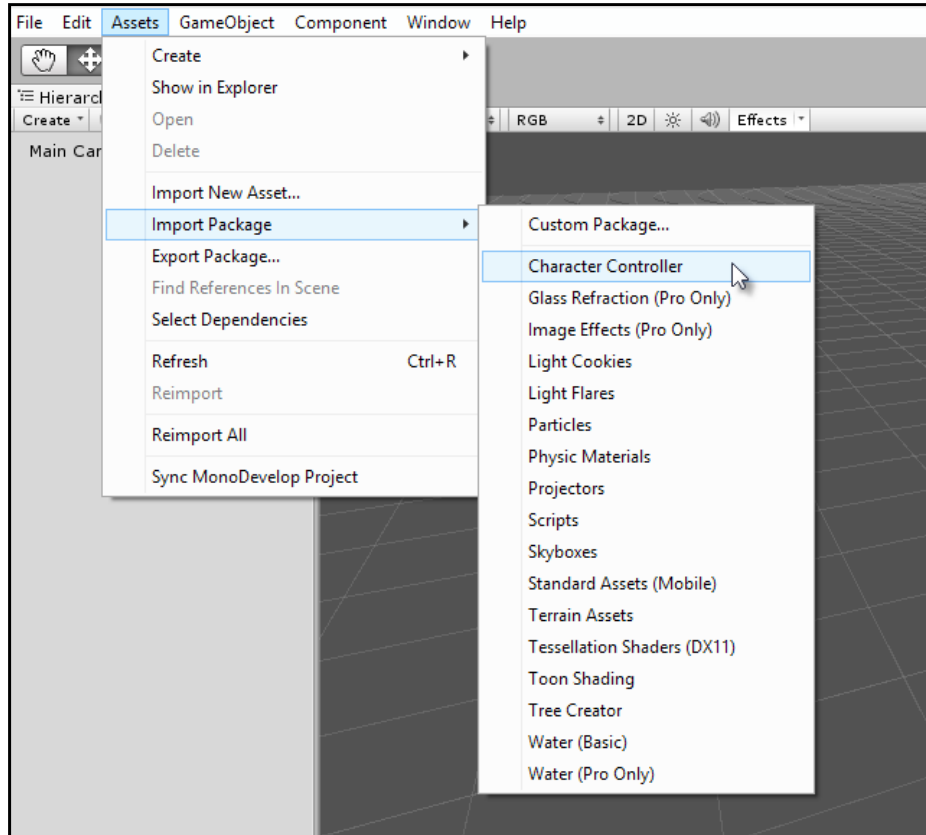 File Edit Assets GameObject Component Window Help
Create
Show in Explorer
Open
Delete
Import New Asset...
Import Package
Export Package...
Find References In Scene
Select Dependencies
Refresh Ctrl+R
Reimport
Reimport All
Sync MonoDevelop Project
Create
Main
RGB 2D Effects
Custom Package...
Character Controller
Glass Refraction (Pro Only)
Image Effects (Pro Only)
Light Cookies
Light Flares
Particles
Physic Materials
Projectors
Scripts
Skyboxes
Standard Assets (Mobile)
Terrain Assets
Tessellation Shaders (DX11)
Toon Shading
Tree Creator
Water (Basic)
Water (Pro Only)